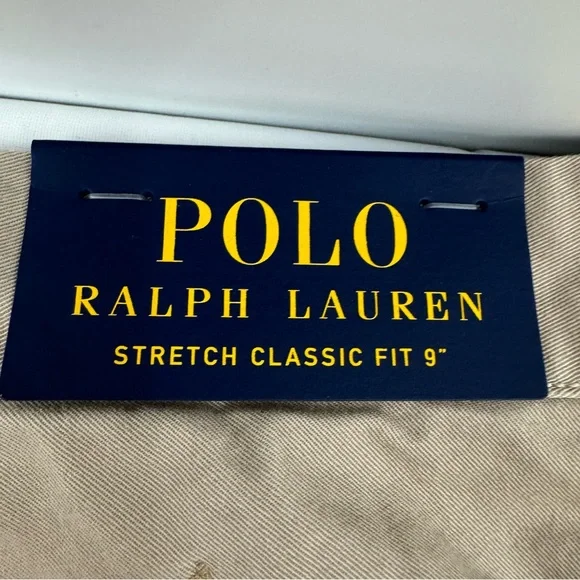 POLO
RALPH LAUREN
STRETCH CLASSIC FIT 9”